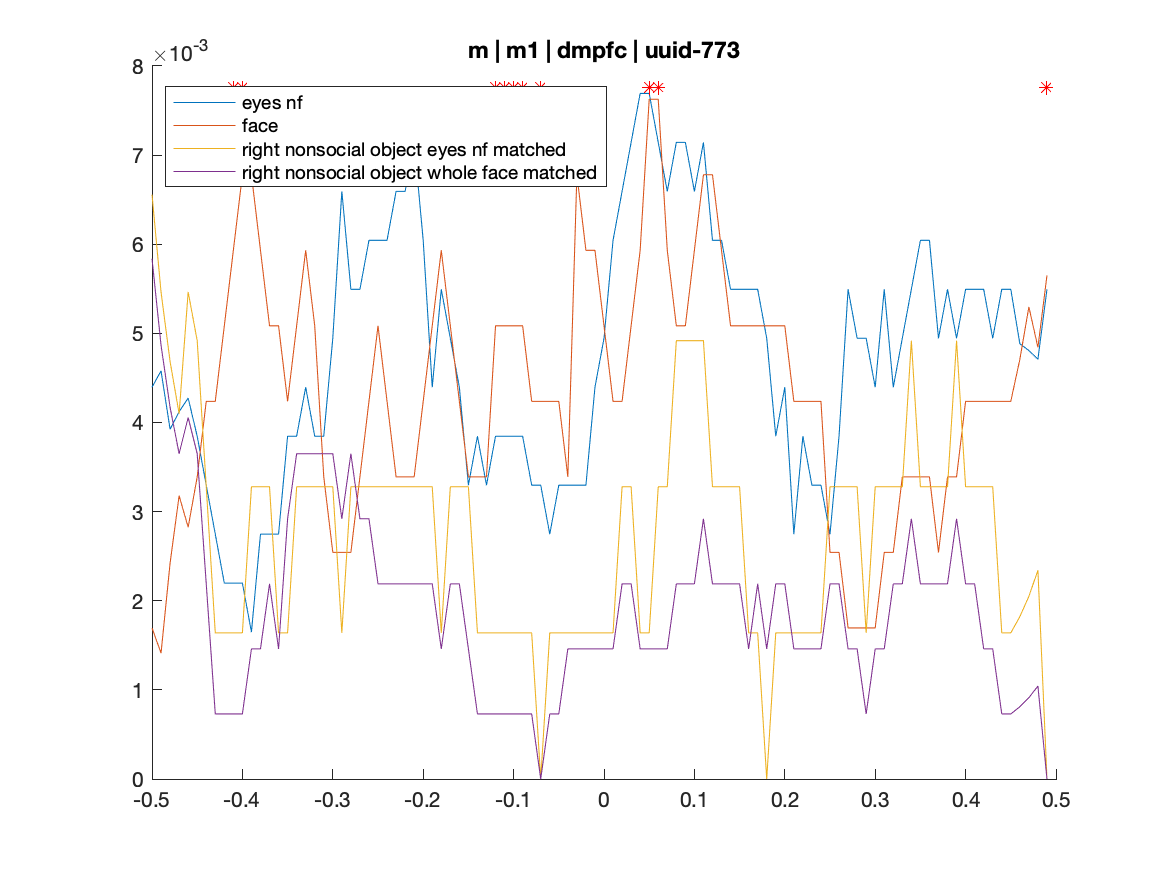 m | m1 | dmpfc | uuid-773
×10-3
8
7
6
5
4
3
2
1
0
eyes nf
face
right nonsocial object eyes nf matched
right nonsocial object whole face matched
-0.5 -0.4 -0.3 -0.2 -0.1 0 0.1 0.2 0.3 0.4 0.5